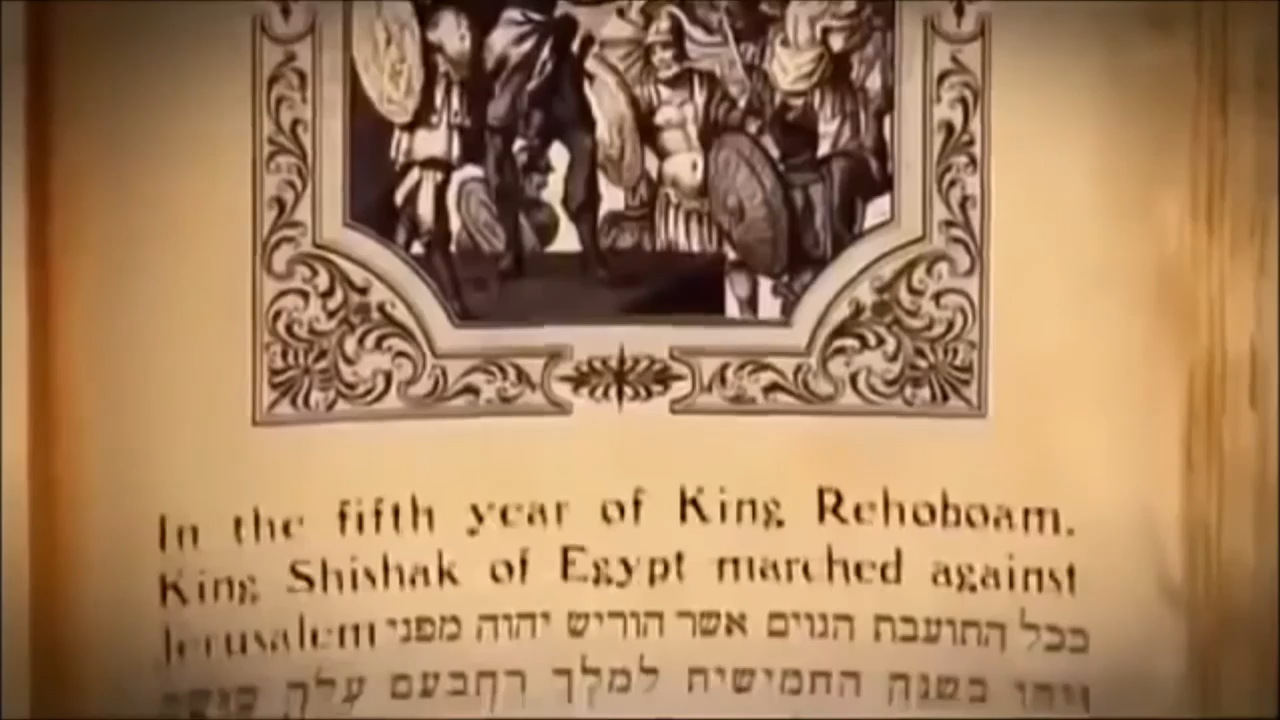 In the fifth year of King Rehoboam.
King Shishak of Egypt marched against
Jerusalem ככל התועבת הגוים אשר הוריש יהוה מפני
ויהי בשנה החמישית למלך רחבעם עלה